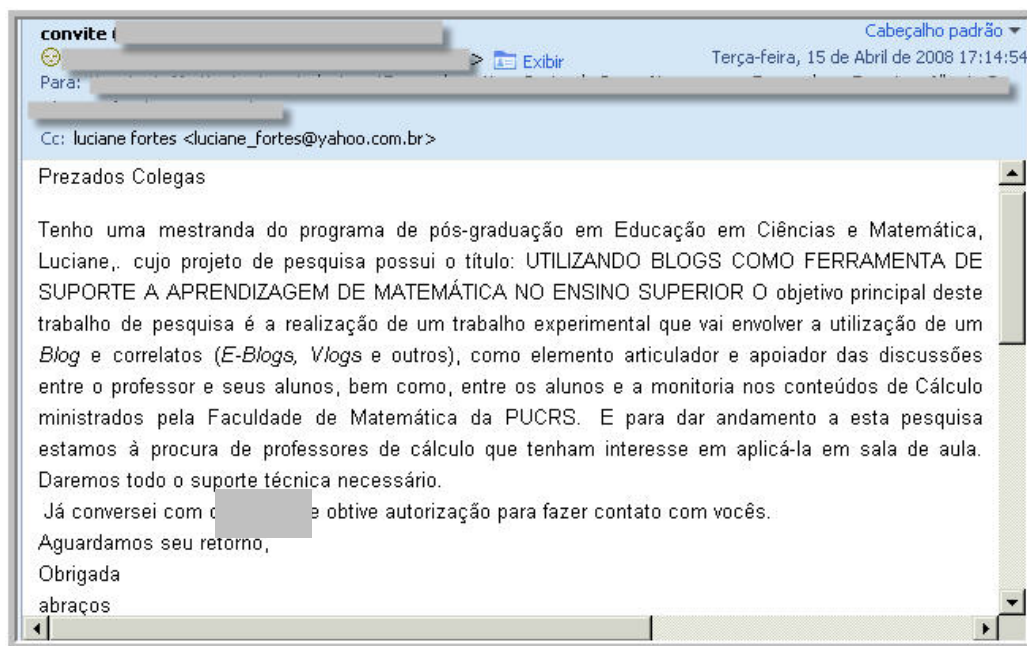 convite
Cabeçalho padrão
> Exibir Terça-feira, 15 de Abril de 2008 17:14:54
Para:
Cc: luciane fortes <luciane_fortes@yahoo.com.br>
Prezados Colegas
Tenho uma mestranda do programa de pós-graduação em Educação em Ciências e Matemática,
Luciane,. cujo projeto de pesquisa possui o título: UTILIZANDO BLOGS COMO FERRAMENTA DE
SUPORTE A APRENDIZAGEM DE MATEMÁTICA NO ENSINO SUPERIOR O objetivo principal deste
trabalho de pesquisa é a realização de um trabalho experimental que vai envolver a utilização de um
Blog e correlatos (E-Blogs, Vlogs e outros), como elemento articulador e apoiador das discussões
entre o professor e seus alunos, bem como, entre os alunos e a monitoria nos conteúdos de Cálculo
ministrados pela Faculdade de Matemática da PUCRS. E para dar andamento a esta pesquisa
estamos à procura de professores de cálculo que tenham interesse em aplicá-la em sala de aula.
Daremos todo o suporte técnica necessário.
Já conversei com e obtive autorização para fazer contato com vocês.
Aguardamos seu retorno,
Obrigada
abraços